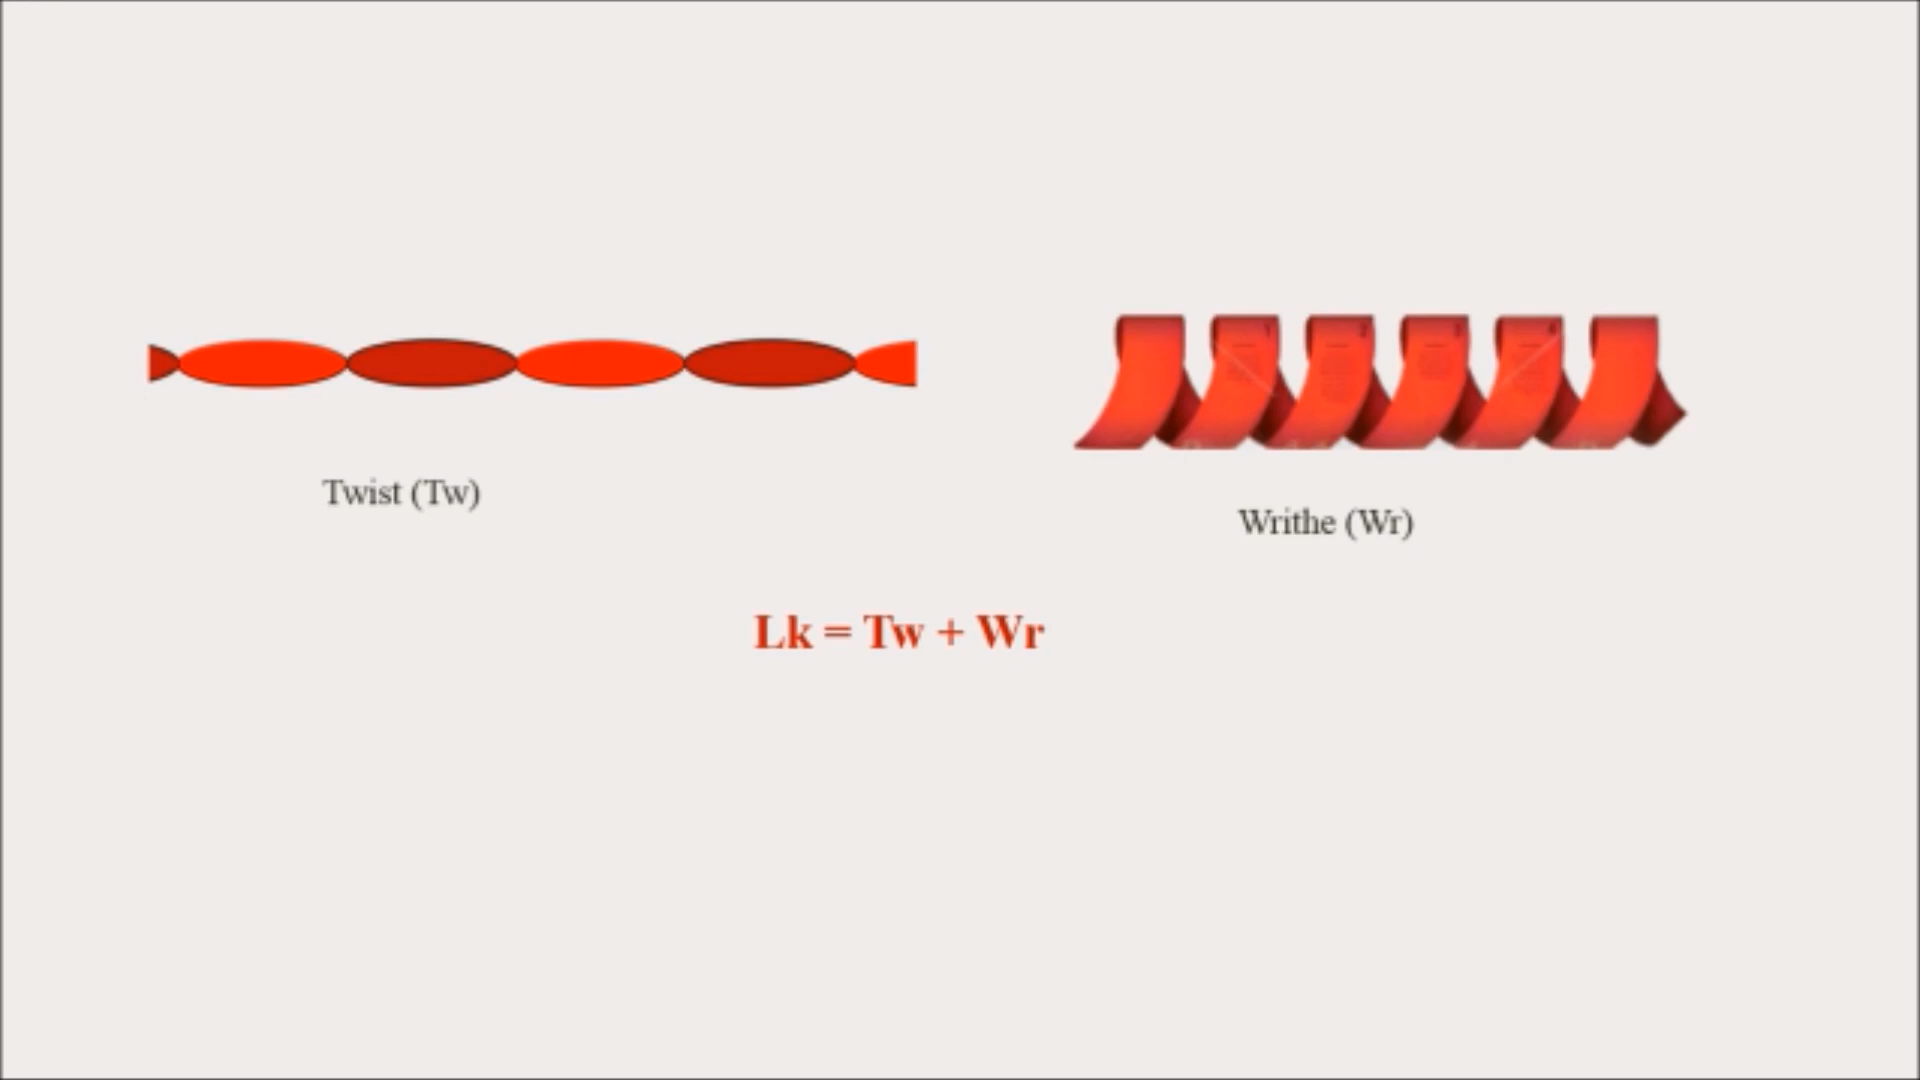 Twist (Tw)
Writhe (Wr)
Lk = Tw + Wr